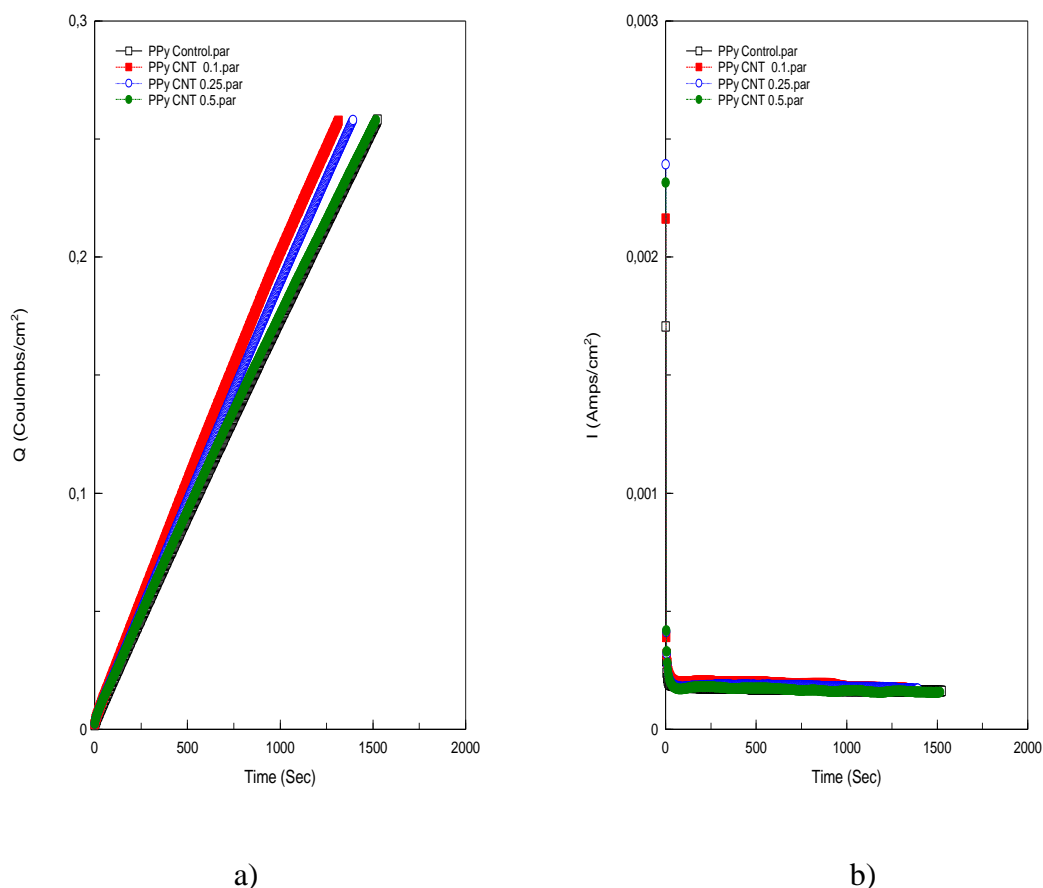 0,3
PPy Control.par
PPy CNT 0.1.par
PPy CNT 0.25.par
PPy CNT 0.5.par
0,2
0,1
0
Q (Coulombs/cm²)
0 500 1000 1500 2000
Time (Sec)
a)
0,003
PPy Control.par
PPy CNT 0.1.par
PPy CNT 0.25.par
PPy CNT 0.5.par
0,002
0,001
0
I (Amps/cm²)
0 500 1000 1500 2000
Time (Sec)
b)